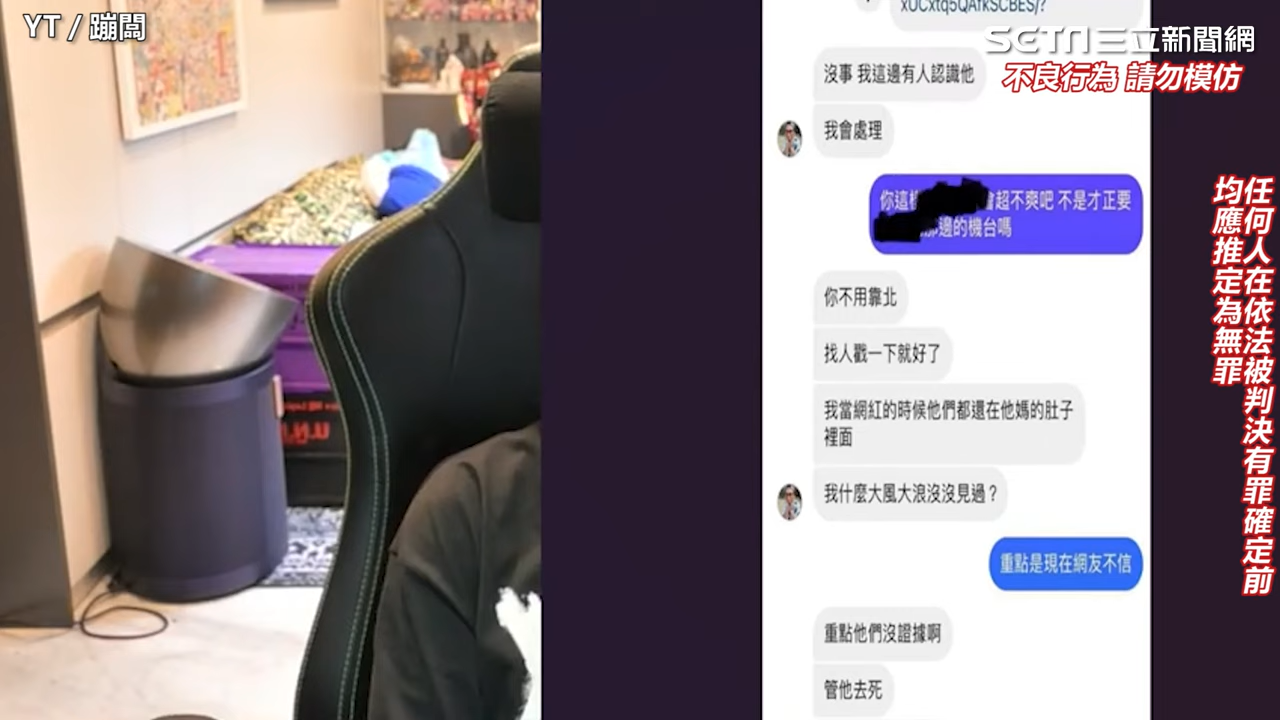 YT / 蹦闆
xUCxtq5QAfkSCBES/?
SETN三立新聞網
不良行為 請勿模仿
沒事 我這邊有人認識他
我會處理
你這 會超不爽吧 不是才正要
那邊的機台嗎
你不用靠北
找人戳一下就好了
我當網紅的時候他們都還在他媽的肚子
裡面
我什麼大風大浪沒沒見過？
重點是現在網友不信
重點他們沒證據啊
管他去死
任何人在依法被判決有罪確定前
均應推定為無罪